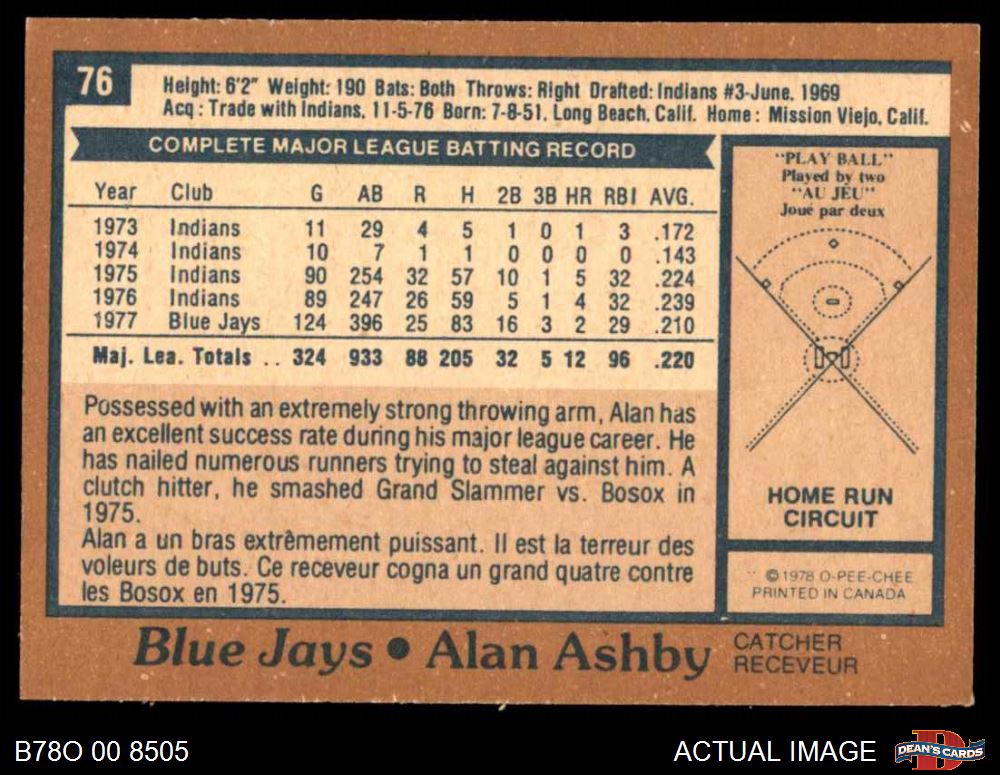 76
Height: 6'2" Weight: 190 Bats: Both Throws: Right Drafted: Indians #3-June, 1969
Acq: Trade with Indians, 11-5-76 Born: 7-8-51, Long Beach, Calif. Home: Mission Viejo, Calif.
COMPLETE MAJOR LEAGUE BATTING RECORD
Year Club G AB R H 2B 3B HR RBI AVG.
1973 Indians 11 29 4 5 1 0 1 3 .172
1974 Indians 10 7 1 1 0 0 0 0 .143
1975 Indians 90 254 32 57 10 1 5 32 .224
1976 Indians 89 247 26 59 5 1 4 32 .239
1977 Blue Jays 124 396 25 83 16 3 2 29 .210
Maj. Lea. Totals .. 324 933 88 205 32 5 12 96 .220
Possessed with an extremely strong throwing arm, Alan has
an excellent success rate during his major league career. He
has nailed numerous runners trying to steal against him. A
clutch hitter, he smashed Grand Slammer vs. Bosox in
1975.
Alan a un bras extrêmement puissant. Il est la terreur des
voleurs de buts. Ce receveur cogna un grand quatre contre
les Bosox en 1975.
"PLAY BALL"
Played by two
"AU JEU"
Joué par deux
HOME RUN
CIRCUIT
©1978 O-PEE-CHEE
PRINTED IN CANADA
Blue Jays • Alan Ashby
CATCHER
RECEVEUR
B78O 00 8505
ACTUAL IMAGE
DEAN'S CARDS